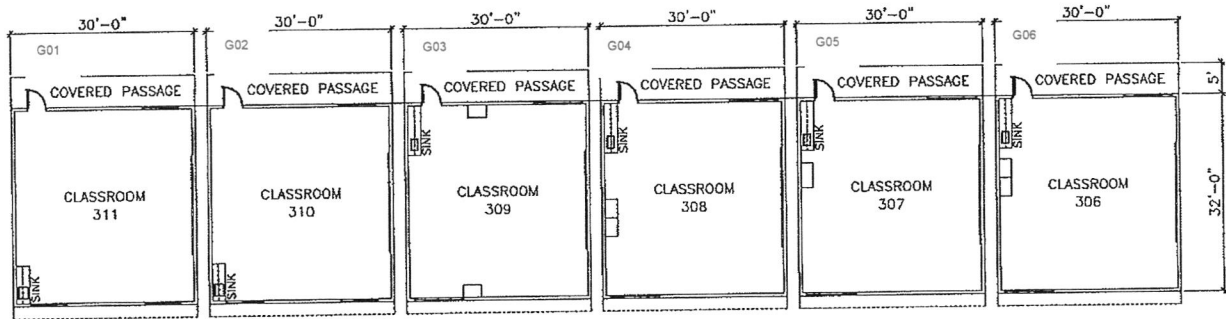 30'-0" 30'-0" 30'-0" 30'-0" 30'-0" 30'-0"
G01 G02 G03 G04 G05 G06
COVERED PASSAGE COVERED PASSAGE COVERED PASSAGE COVERED PASSAGE COVERED PASSAGE COVERED PASSAGE
5'
SINK SINK SINK SINK
CLASSROOM CLASSROOM CLASSROOM CLASSROOM CLASSROOM CLASSROOM
311 310 309 308 307 306
32'-0"
SINK SINK